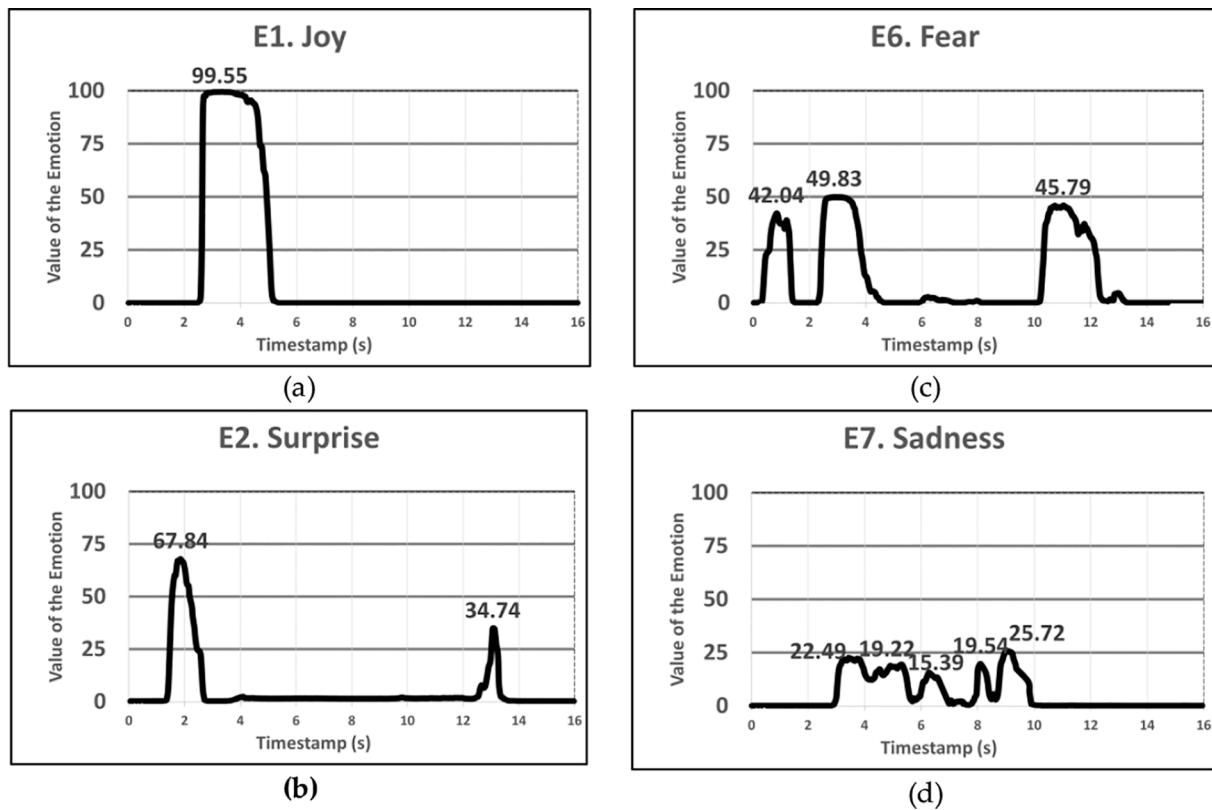 E1. Joy
99.55
Value of the Emotion
100
75
50
25
0
0 2 4 6 8 10 12 14 16
Timestamp (s)
(a)
E6. Fear
42.04 49.83 45.79
Value of the Emotion
100
75
50
25
0
0 2 4 6 8 10 12 14 16
Timestamp (s)
(c)
E2. Surprise
67.84
34.74
Value of the Emotion
100
75
50
25
0
0 2 4 6 8 10 12 14 16
Timestamp (s)
(b)
E7. Sadness
22.49 19.22 15.39 19.54 25.72
Value of the Emotion
100
75
50
25
0
0 2 4 6 8 10 12 14 16
Timestamp (s)
(d)